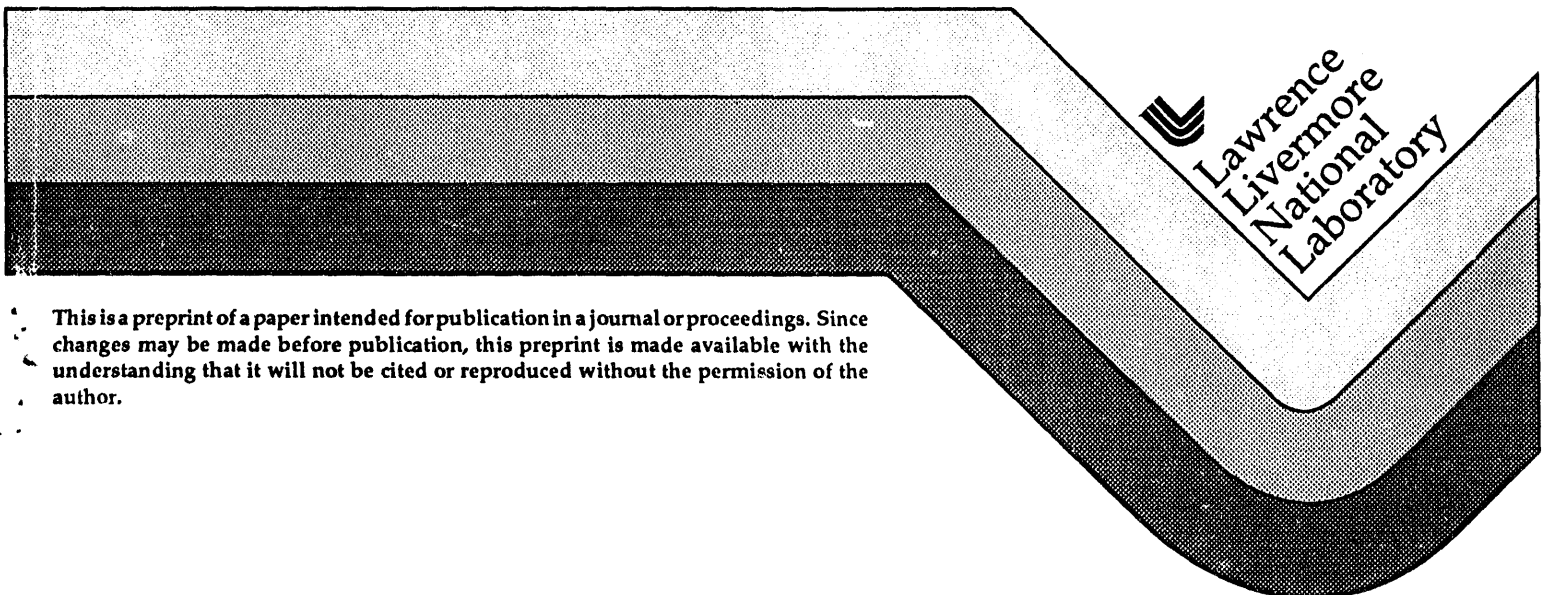 Lawrence
Livermore
National
Laboratory
This is a preprint of a paper intended for publication in a journal or proceedings. Since
changes may be made before publication, this preprint is made available with the
understanding that it will not be cited or reproduced without the permission of the
author.